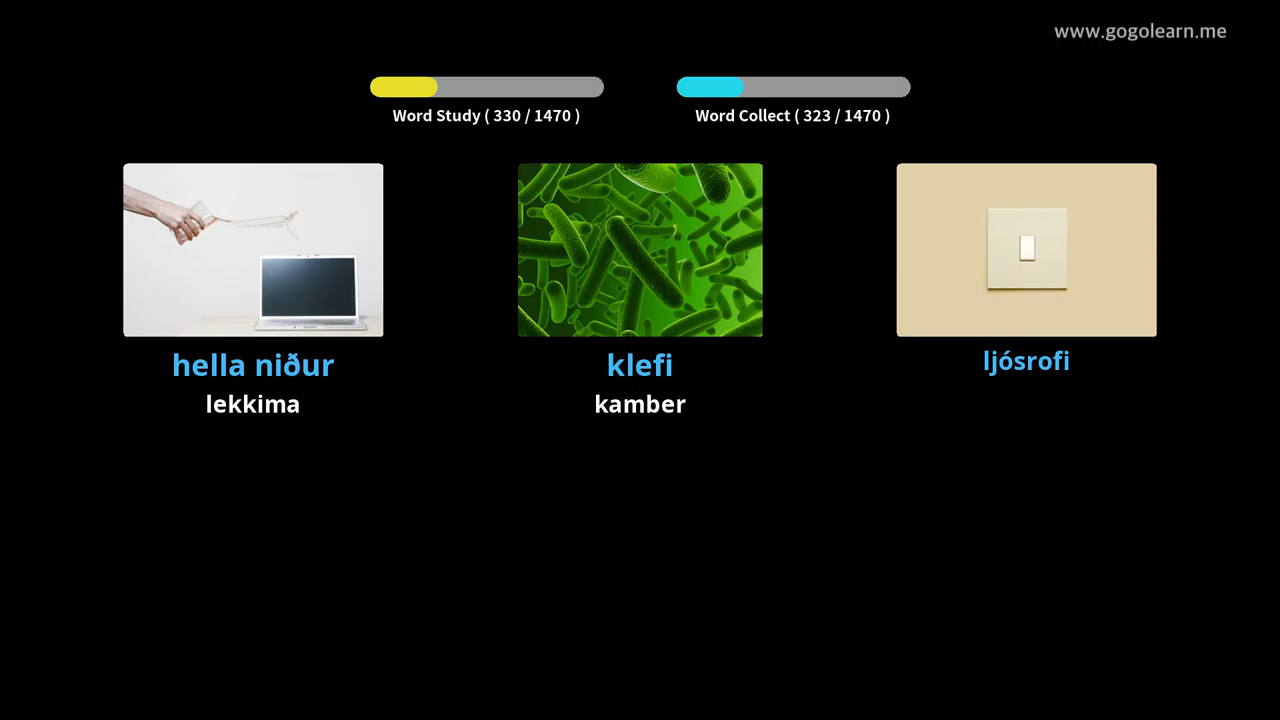 www.gogolearn.me
Word Study ( 330 / 1470 )
Word Collect ( 323 / 1470 )
hella niður
lekkima
klefi
kamber
ljósrofi